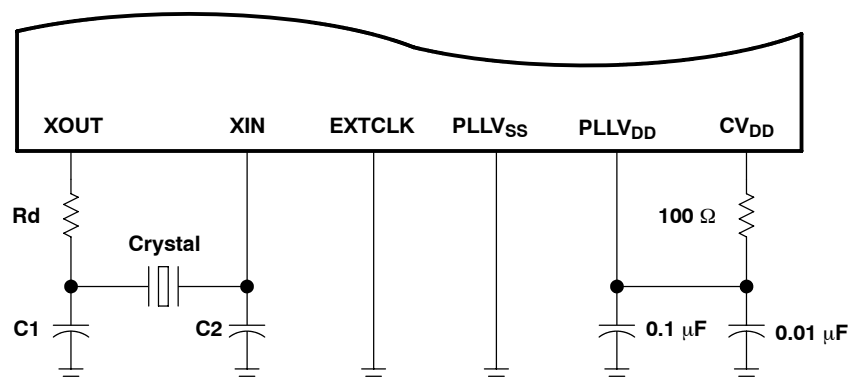 XOUT XIN EXTCLK PLLVSS PLLVDD CVDD
Rd 100 Ω
Crystal
C1 C2 0.1 μF 0.01 μF